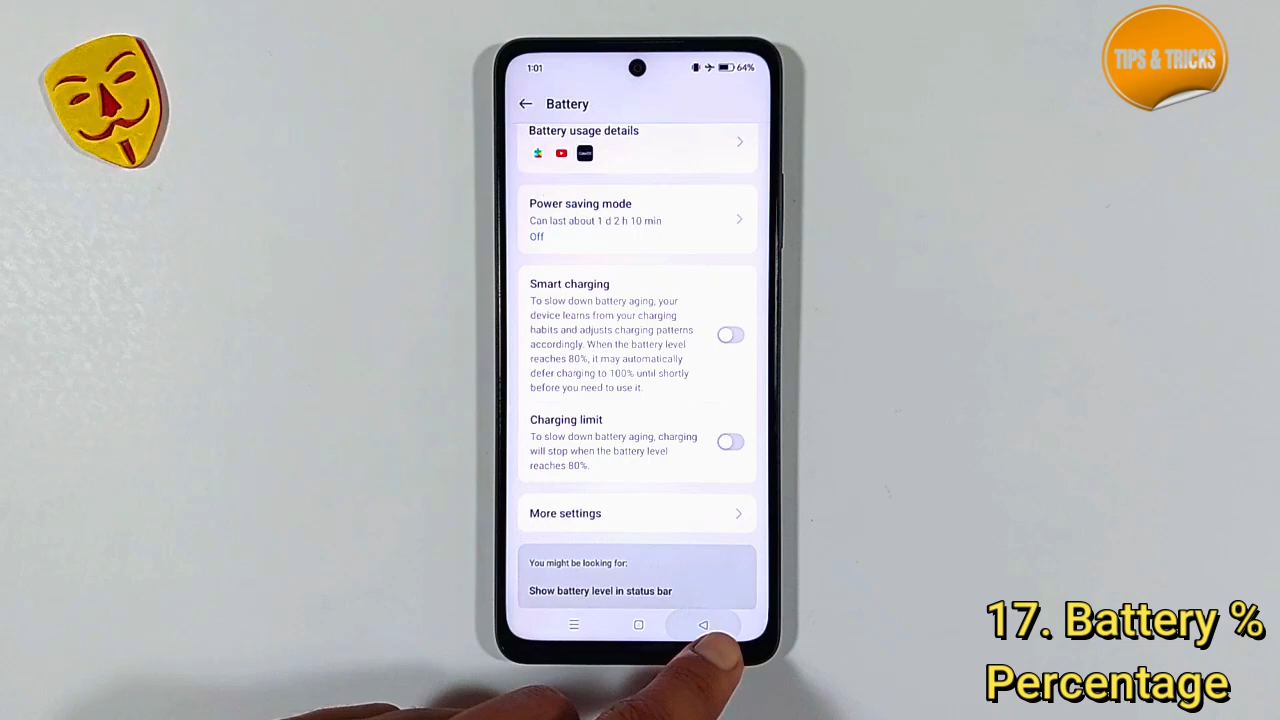 TIPS & TRICKS
1:01
64%
Battery
Battery usage details
Power saving mode
Can last about 1 d 2 h 10 min
Off
Smart charging
To slow down battery aging, your
device learns from your charging
habits and adjusts charging patterns
accordingly. When the battery level
reaches 80%, it may automatically
defer charging to 100% until shortly
before you need to use it.
Charging limit
To slow down battery aging, charging
will stop when the battery level
reaches 80%.
More settings
You might be looking for:
Show battery level in status bar
17. Battery %
Percentage